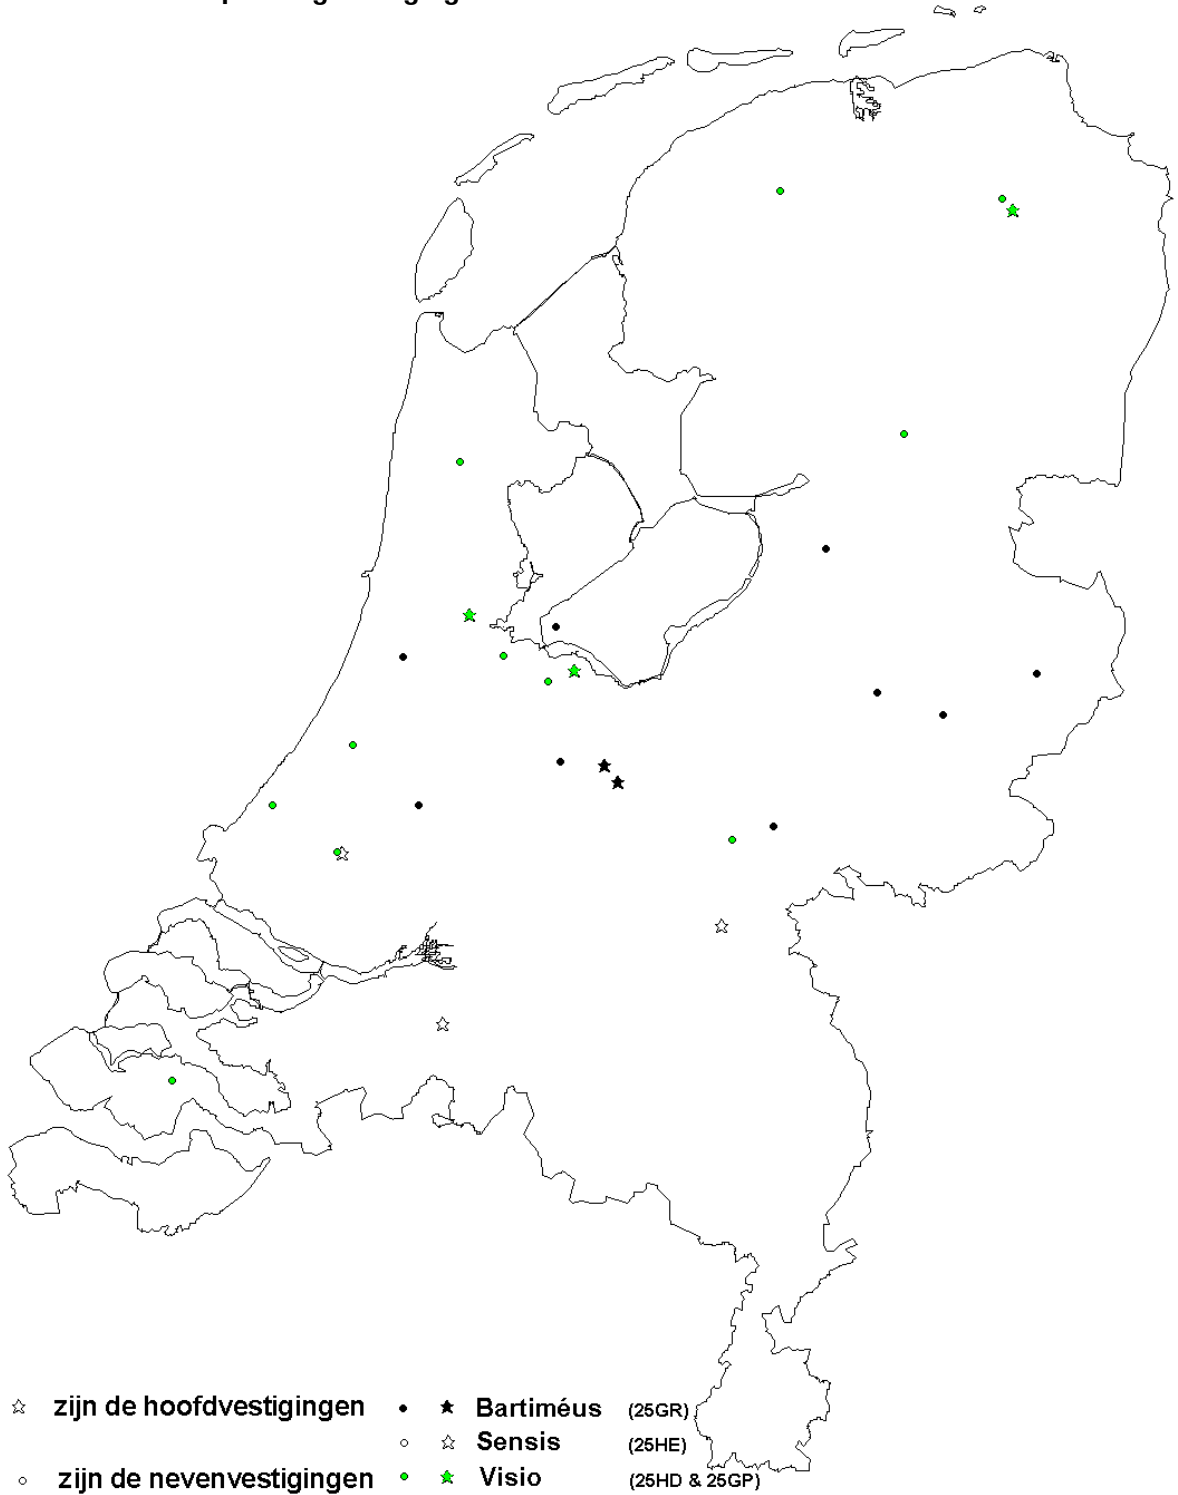 zijn de hoofdvestigingen
Bartiméus (25GR)
Sensis (25HE)
zijn de nevenvestigingen
Visio (25HD & 25GP)